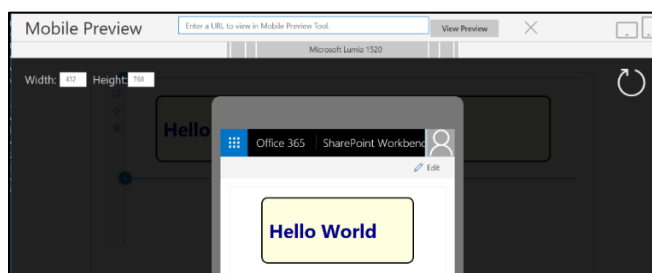 Mobile Preview
Enter a URL to view in Mobile Preview Tool.
View Preview
Microsoft Lumia 1520
Width: 432 Height: 768
Hello
Office 365 SharePoint Workbenc
Edit
Hello World